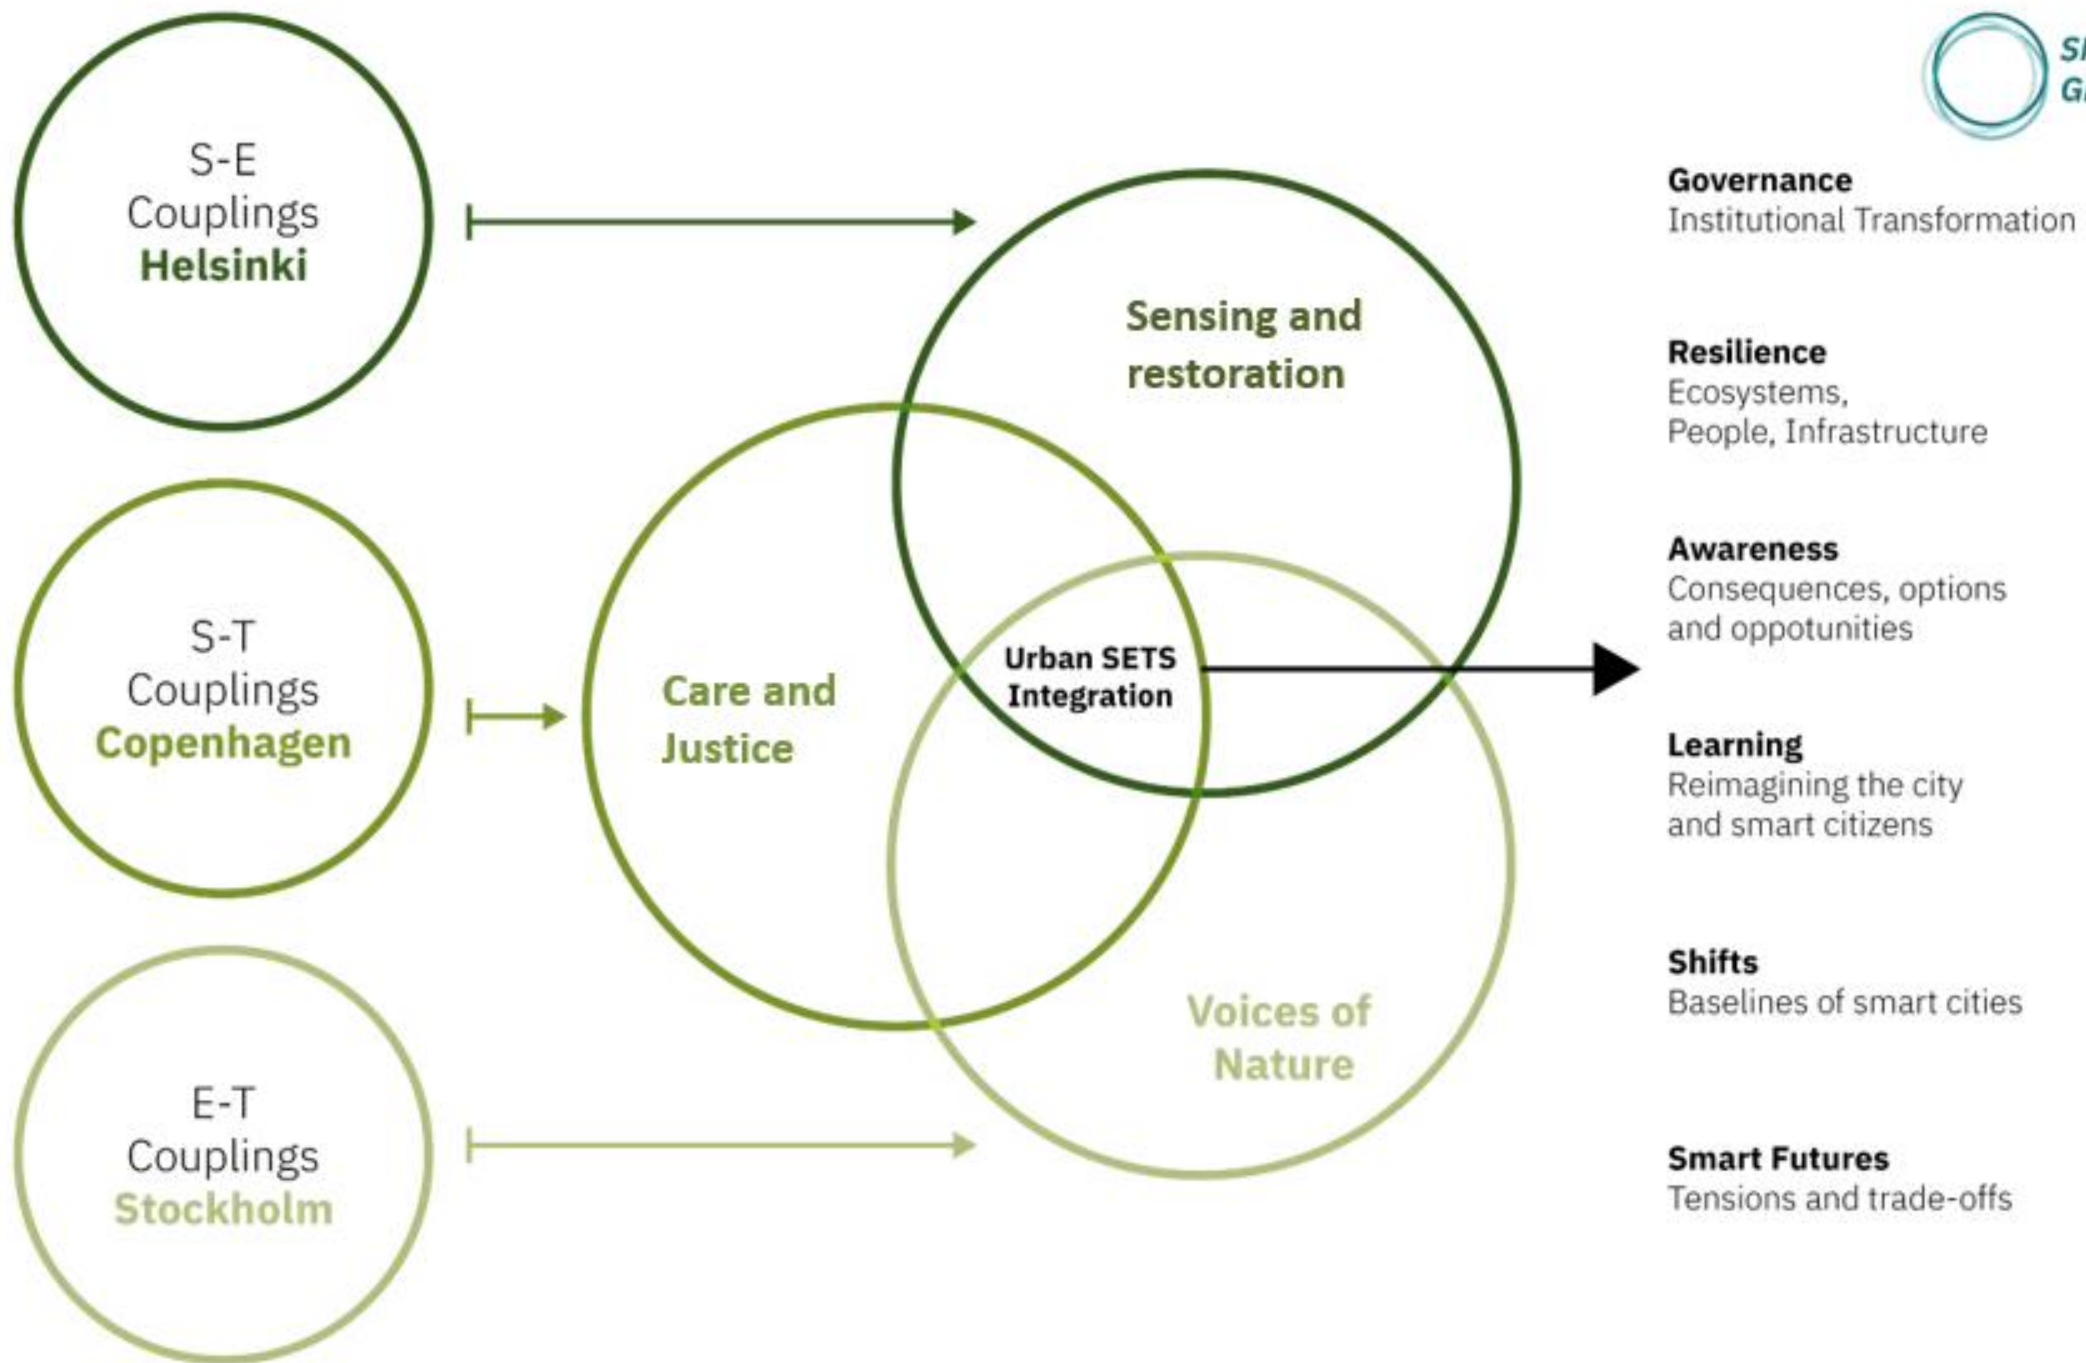 S-E
Couplings
Helsinki
S-T
Couplings
Copenhagen
E-T
Couplings
Stockholm
Sensing and
restoration
Care and
Justice
Urban SETS
Integration
Voices of
Nature
Governance
Institutional Transformation
Resilience
Ecosystems,
People, Infrastructure
Awareness
Consequences, options
and oppotunities
Learning
Reimagining the city
and smart citizens
Shifts
Baselines of smart cities
Smart Futures
Tensions and trade-offs